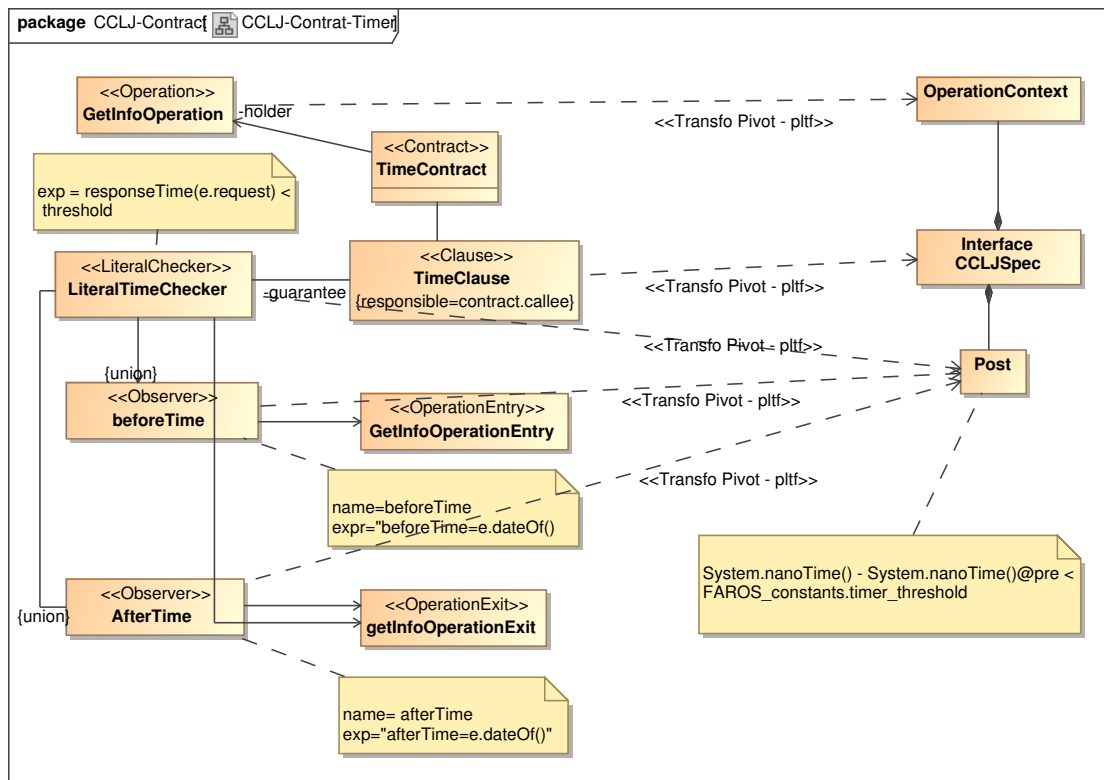 package CCLJ-Contract[ CCLJ-Contrat-Timer]
<<Operation>>
GetInfoOperation
-holder
<<Transfo Pivot - pltf>>
OperationContext
<<Contract>>
TimeContract
exp = responseTime(e.request) <
threshold
<<LiteralChecker>>
LiteralTimeChecker
-guarantee
<<Clause>>
TimeClause
{responsible=contract.callee}
<<Transfo Pivot - pltf>>
Interface
CCLJSpec
<<Transfo Pivot - pltf>>
Post
{union}
<<Observer>>
beforeTime
<<OperationEntry>>
GetInfoOperationEntry
<<Transfo Pivot - pltf>>
name=beforeTime
expr="beforeTime=e.dateOf()
<<Transfo Pivot - pltf>>
System.nanoTime() - System.nanoTime()@pre <
FAROS_constants.timer_threshold
{union}
<<Observer>>
AfterTime
<<OperationExit>>
getInfoOperationExit
name= afterTime
exp="afterTime=e.dateOf()"